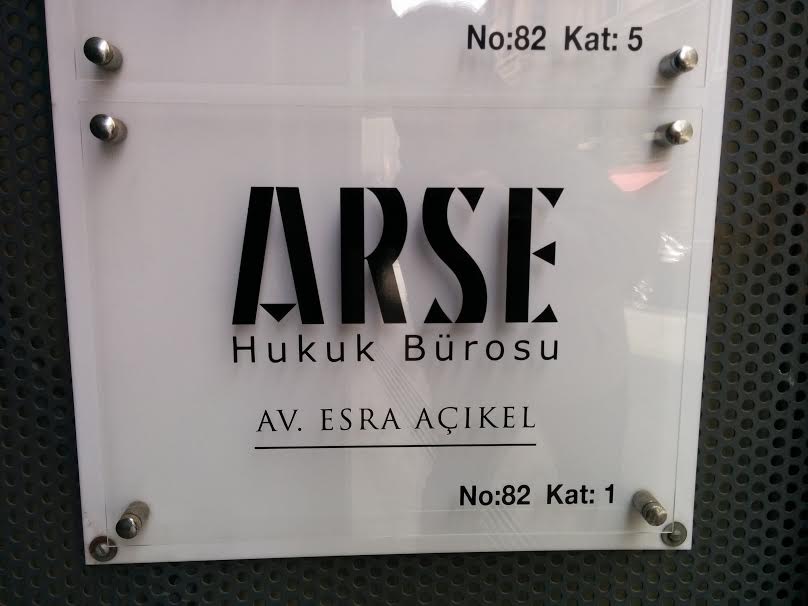 No:82 Kat: 5
ARSE
Hukuk Bürosu
AV. ESRA AÇIKEL
No:82 Kat: 1